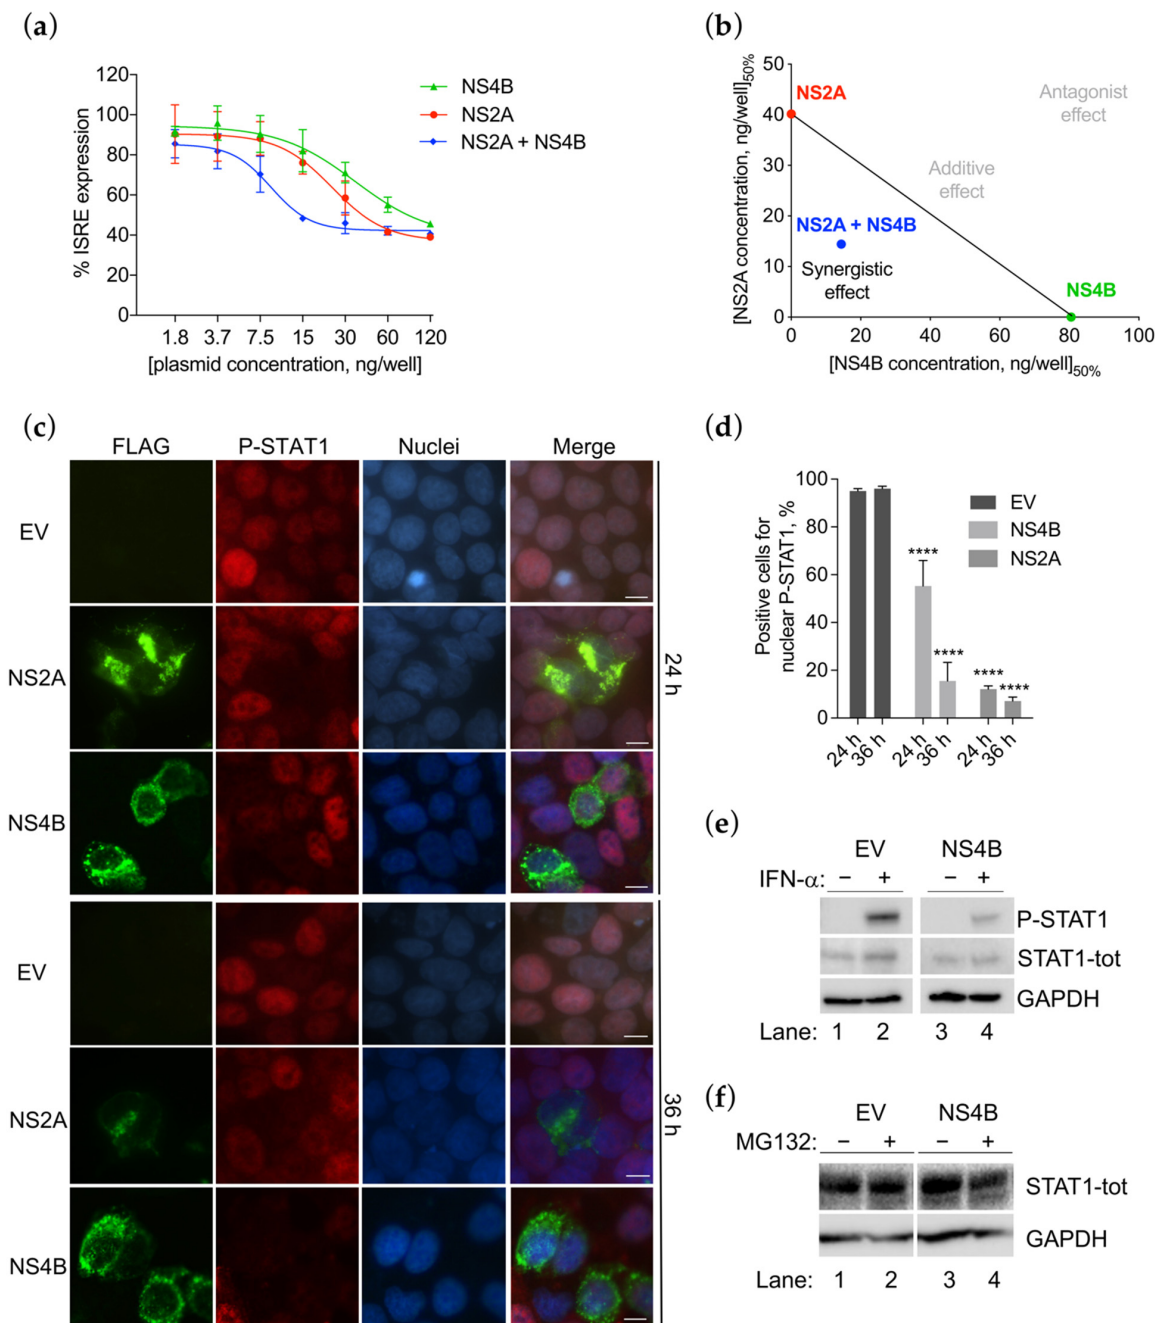 (a)
% ISRE expression
120
100
80
60
40
20
0
1.8 3.7 7.5 15 30 60 120
[plasmid concentration, ng/well]
NS4B
NS2A
NS2A + NS4B
(b)
[NS2A concentration, ng/well]50%
50
40
30
20
10
0
0 20 40 60 80 100
[NS4B concentration, ng/well]50%
NS2A
Antagonist
effect
Additive
effect
NS2A + NS4B
Synergistic
effect
NS4B
(c)
FLAG P-STAT1 Nuclei Merge
EV
NS2A
NS4B
24 h
EV
NS2A
NS4B
36 h
(d)
Positive cells for
nuclear P-STAT1, %
100
80
60
40
20
0
EV
NS4B
NS2A
****
****
****
****
24 h 36 h 24 h 36 h 24 h 36 h
(e)
EV NS4B
IFN-α: − + − +
P-STAT1
STAT1-tot
GAPDH
Lane: 1 2 3 4
(f)
EV NS4B
MG132: − + − +
STAT1-tot
GAPDH
Lane: 1 2 3 4